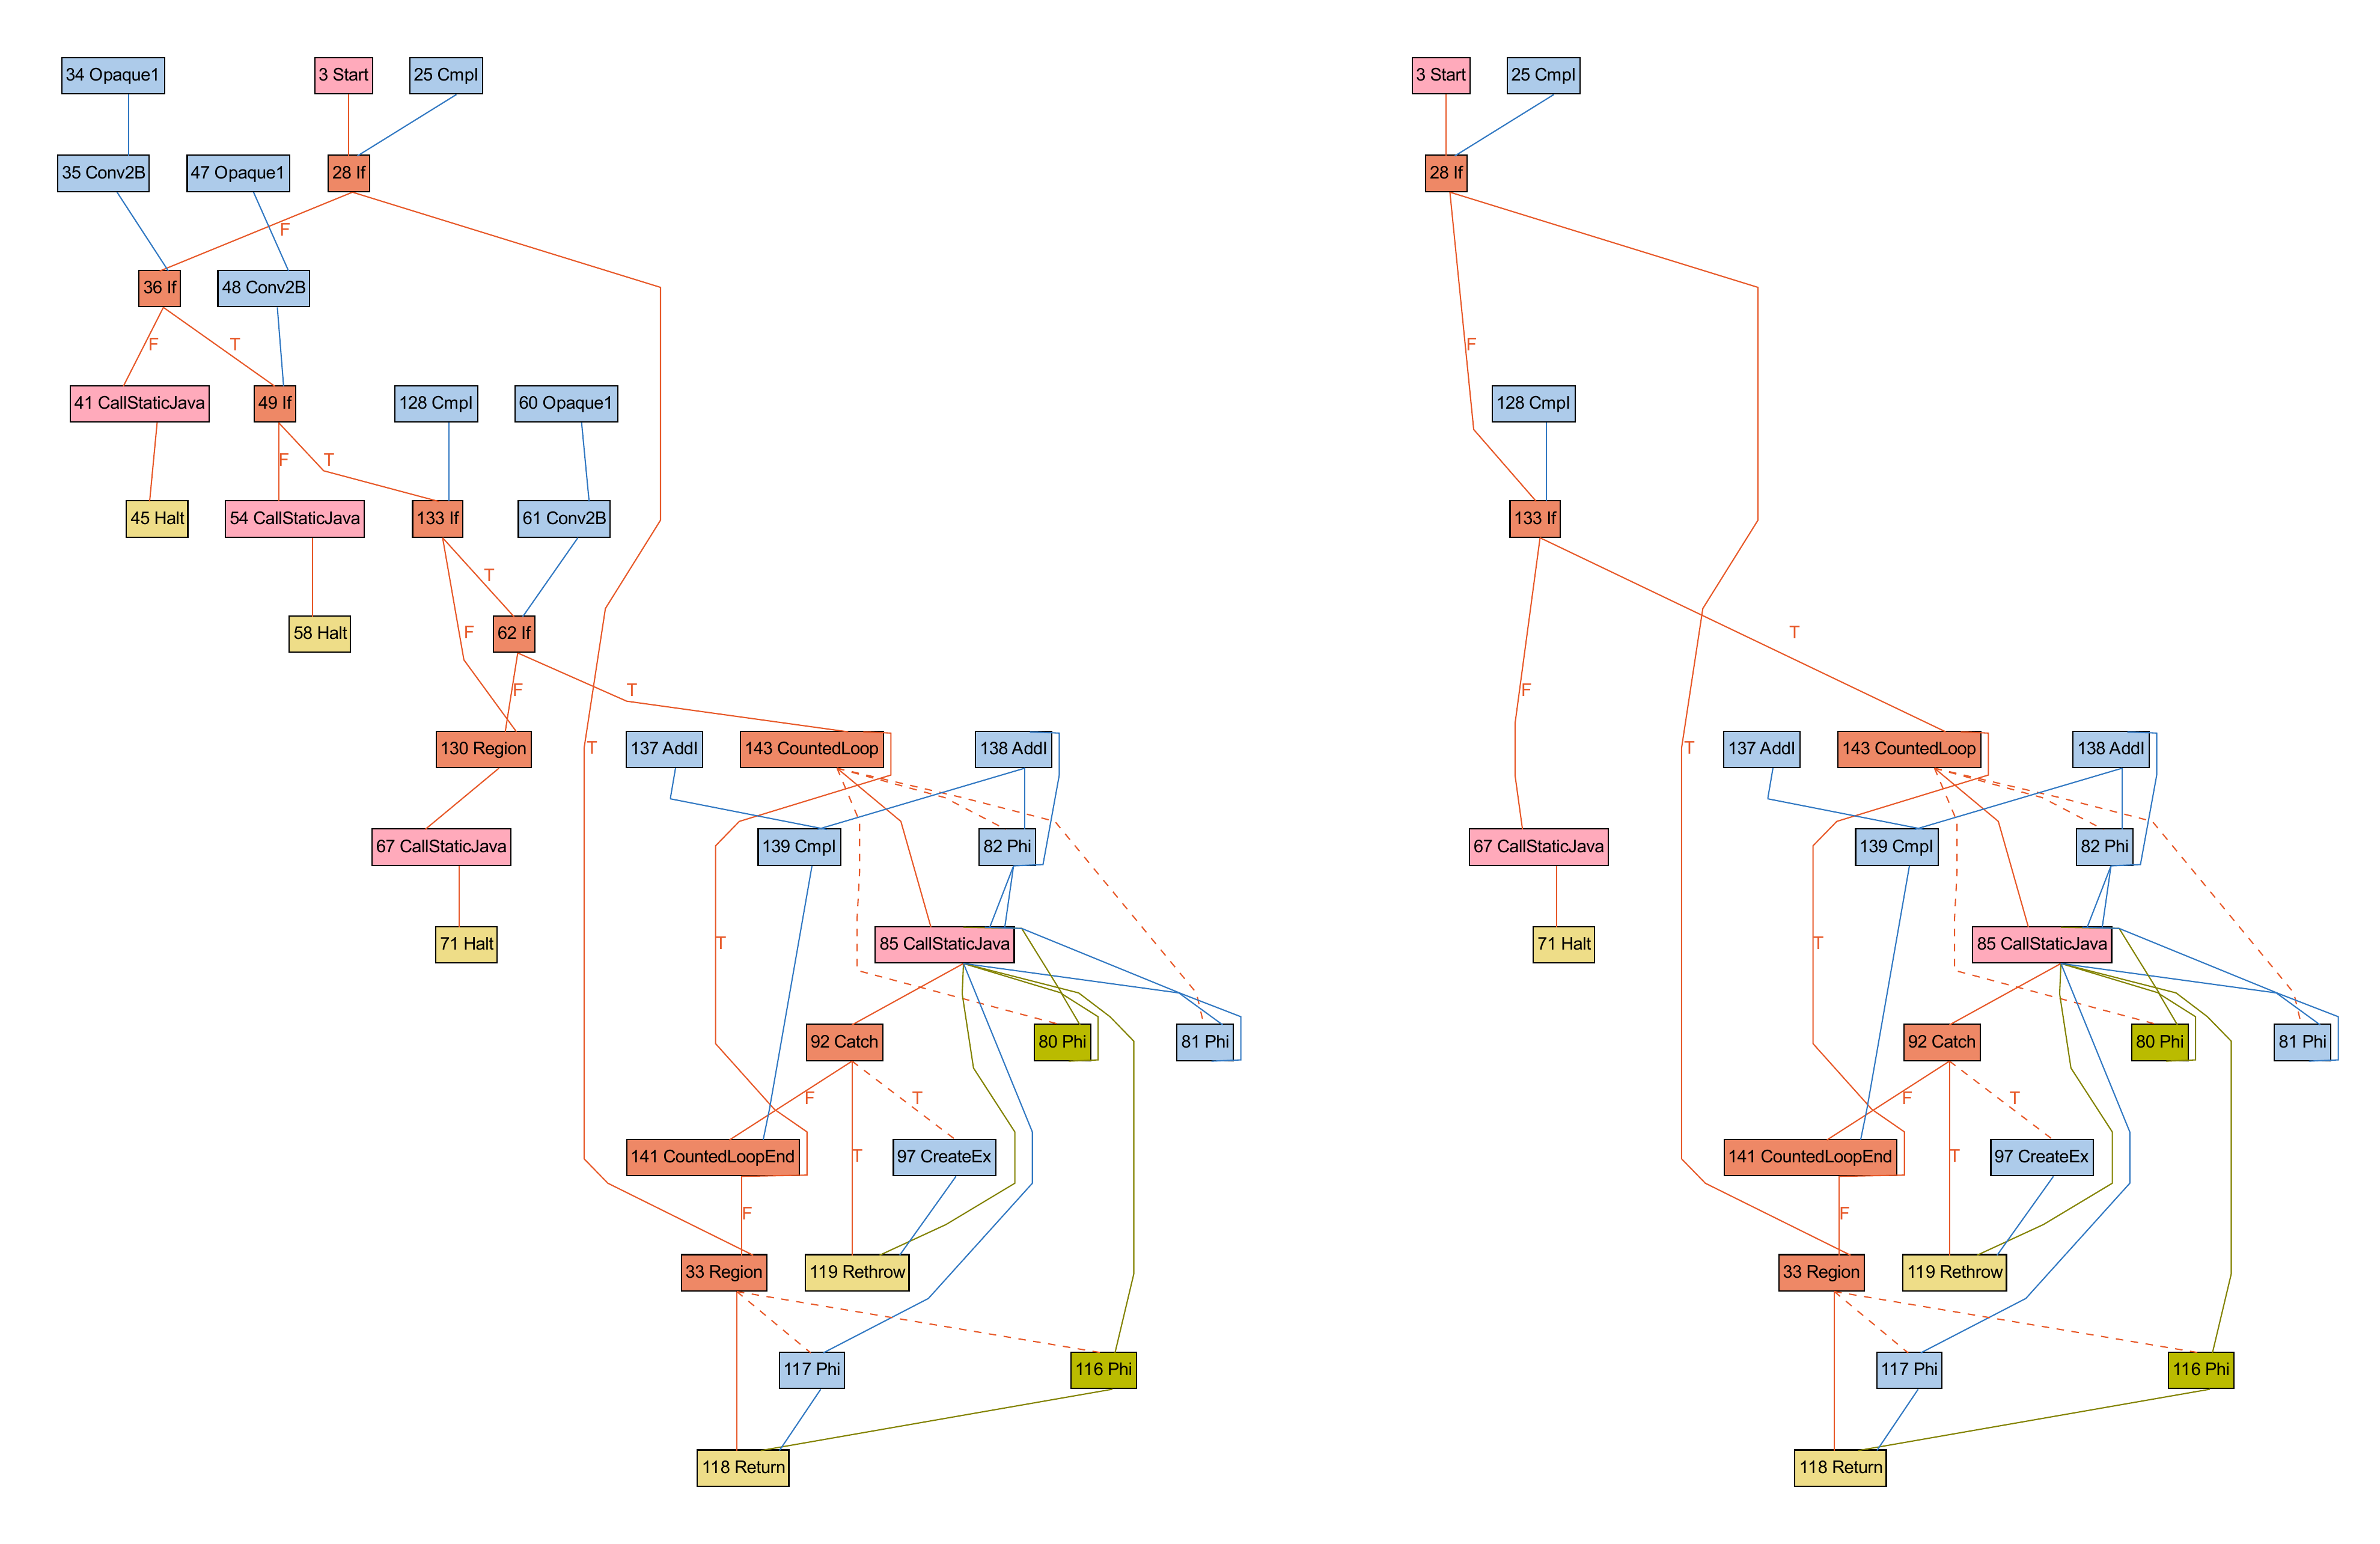 34 Opaque1
3 Start
25 CmpI
35 Conv2B
47 Opaque1
28 If
F
36 If
48 Conv2B
F
T
41 CallStaticJava
49 If
128 CmpI
60 Opaque1
F
T
45 Halt
54 CallStaticJava
133 If
61 Conv2B
T
58 Halt
F
62 If
F
T
130 Region
137 AddI
T
143 CountedLoop
138 AddI
67 CallStaticJava
139 CmpI
82 Phi
71 Halt
T
85 CallStaticJava
92 Catch
80 Phi
81 Phi
F
T
141 CountedLoopEnd
T
97 CreateEx
F
33 Region
119 Rethrow
117 Phi
116 Phi
118 Return
3 Start
25 CmpI
28 If
F
128 CmpI
133 If
T
F
T
137 AddI
143 CountedLoop
138 AddI
67 CallStaticJava
139 CmpI
82 Phi
71 Halt
T
85 CallStaticJava
92 Catch
80 Phi
81 Phi
F
T
141 CountedLoopEnd
T
97 CreateEx
F
33 Region
119 Rethrow
117 Phi
116 Phi
118 Return